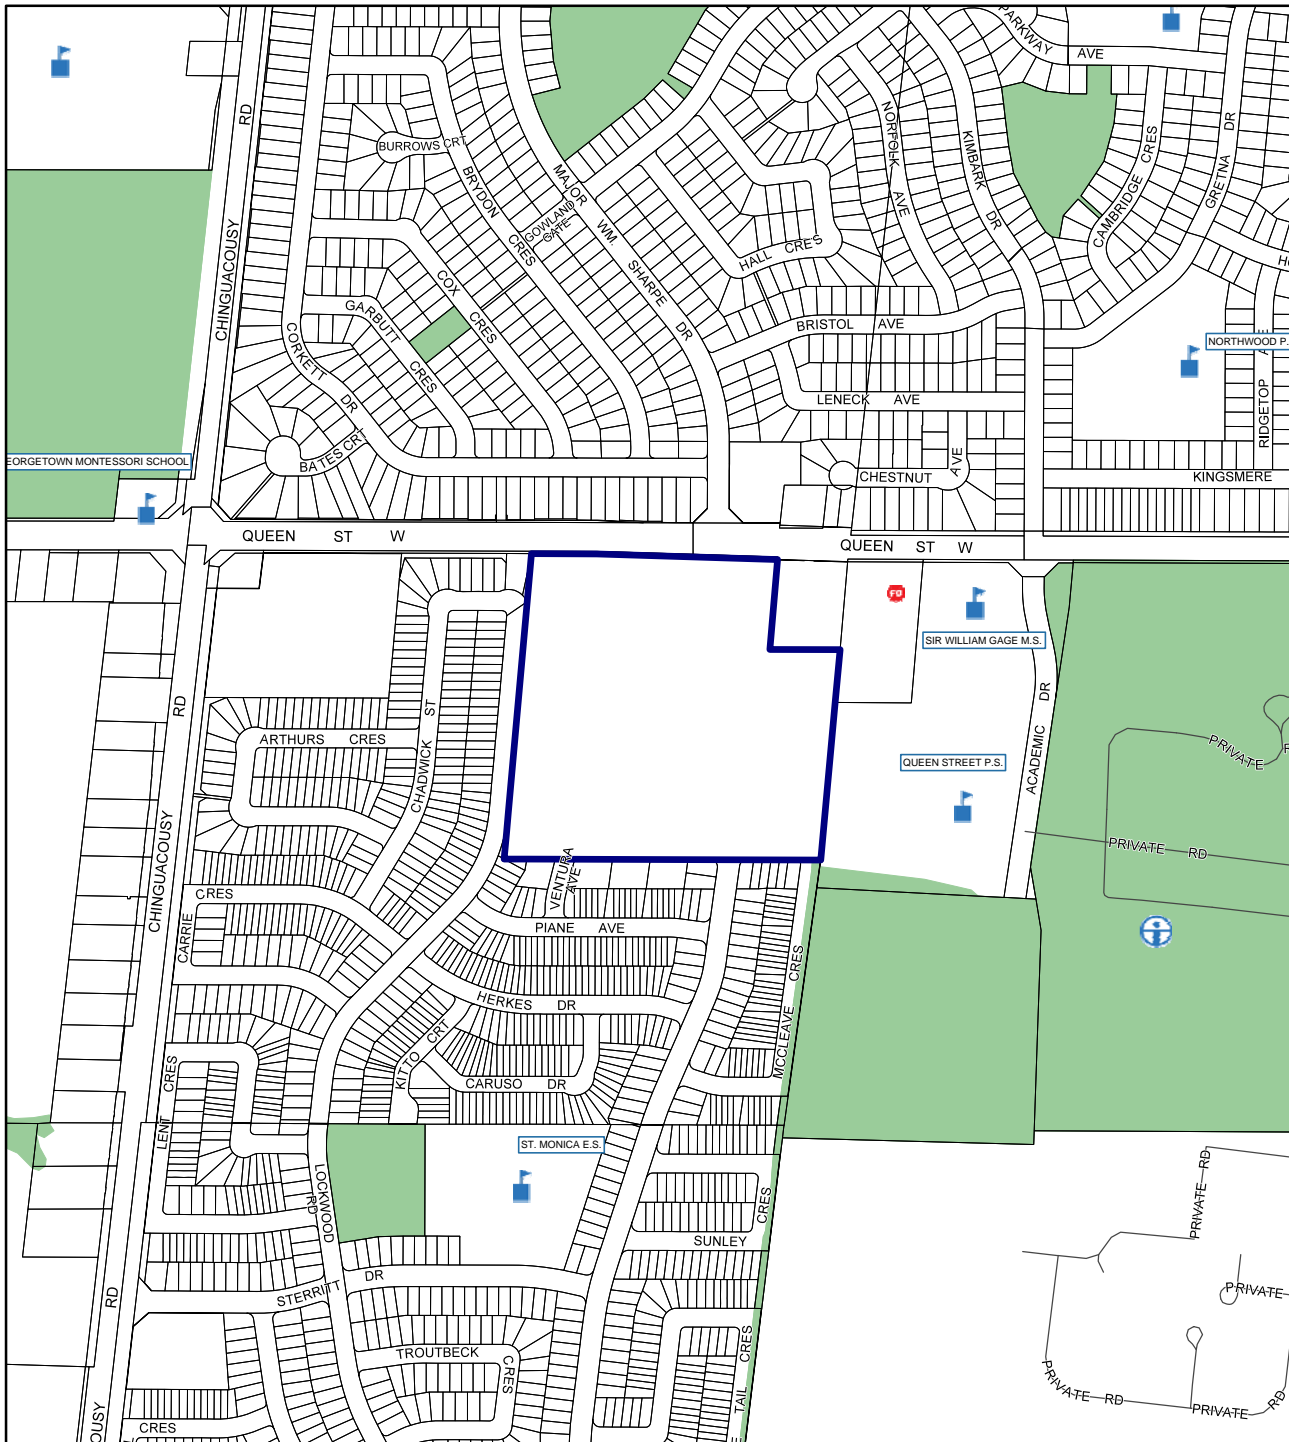 PARKWAY
AVE
RD
BURROWS CRT
NORFOLK
AVE
KIMBARK
DR
CAMBRIDGE CRES
GRETNA
DR
BRYDON
CRES
MAJOR
WM.
SHARPE
DR
GOWLAND
GATE
HALL CRES
CHINGUACOUSY
COX
CRES
GARBUTT
CRES
CORKETT
DR
BRISTOL AVE
NORTHWOOD P.
LENECK AVE
RIDGETOP
BATES CRT
EORGETOWN MONTESSORI SCHOOL
CHESTNUT
AVE
KINGSMERE
QUEEN ST W
QUEEN ST W
FD
SIR WILLIAM GAGE M.S.
RD
ARTHURS CRES
CHADWICK ST
ACADEMIC DR
PRIVATE
QUEEN STREET P.S.
CHINGUACOUSY
PRIVATE RD
VENTURA
AVE
CRES
CARRIE
PIANE AVE
HERKES DR
MCCLEAVE CRES
KITTO CRT
CARUSO DR
LENT CRES
ST. MONICA E.S.
LOCKWOOD
RD
PRIVATE RD
CRES
SUNLEY
STERRITT DR
RD
PRIVATE
TROUTBECK
CRES
TAIL CRES
PRIVATE RD
PRIVATE RD
CRES
OUSY